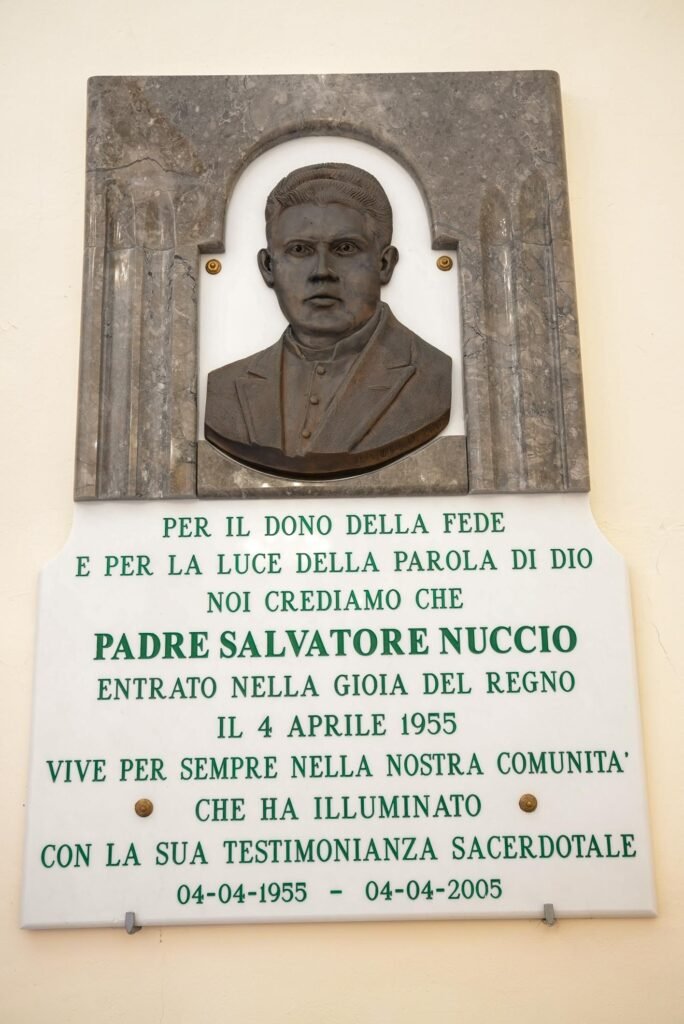 PER IL DONO DELLA FEDE
E PER LA LUCE DELLA PAROLA DI DIO
NOI CREDIAMO CHE
PADRE SALVATORE NUCCIO
ENTRATO NELLA GIOIA DEL REGNO
IL 4 APRILE 1955
VIVE PER SEMPRE NELLA NOSTRA COMUNITA'
CHE HA ILLUMINATO
CON LA SUA TESTIMONIANZA SACERDOTALE
04-04-1955 - 04-04-2005